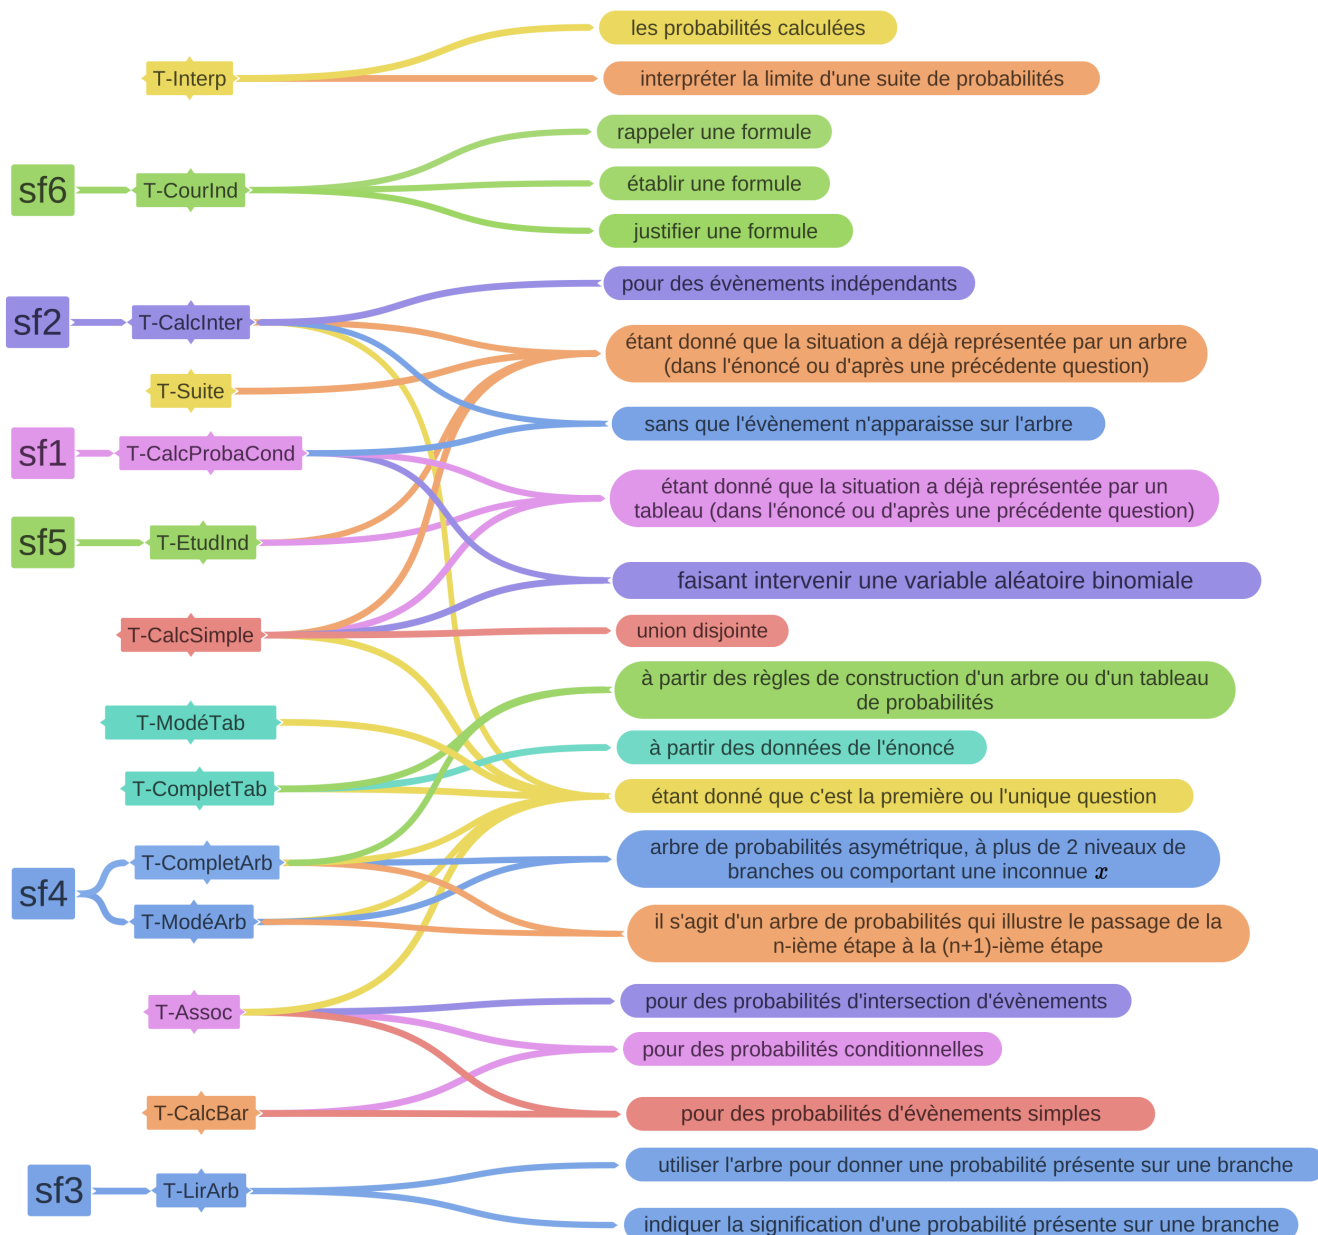 les probabilités calculées
T-Interp
interpréter la limite d'une suite de probabilités
rappeler une formule
sf6
T-CourInd
établir une formule
justifier une formule
pour des évènements indépendants
sf2
T-CalcInter
étant donné que la situation a déjà représentée par un arbre
(dans l'énoncé ou d'après une précédente question)
T-Suite
sans que l'évènement n'apparaisse sur l'arbre
sf1
T-CalcProbaCond
étant donné que la situation a déjà représentée par un
tableau (dans l'énoncé ou d'après une précédente question)
sf5
T-EtudInd
faisant intervenir une variable aléatoire binomiale
T-CalcSimple
union disjointe
à partir des règles de construction d'un arbre ou d'un tableau
de probabilités
T-ModéTab
à partir des données de l'énoncé
T-CompletTab
étant donné que c'est la première ou l'unique question
T-CompletArb
arbre de probabilités asymétrique, à plus de 2 niveaux de
branches ou comportant une inconnue x
sf4
T-ModéArb
il s'agit d'un arbre de probabilités qui illustre le passage de la
n-ième étape à la (n+1)-ième étape
pour des probabilités d'intersection d'évènements
T-Assoc
pour des probabilités conditionnelles
T-CalcBar
pour des probabilités d'évènements simples
utiliser l'arbre pour donner une probabilité présente sur une branche
sf3
T-LirArb
indiquer la signification d'une probabilité présente sur une branche